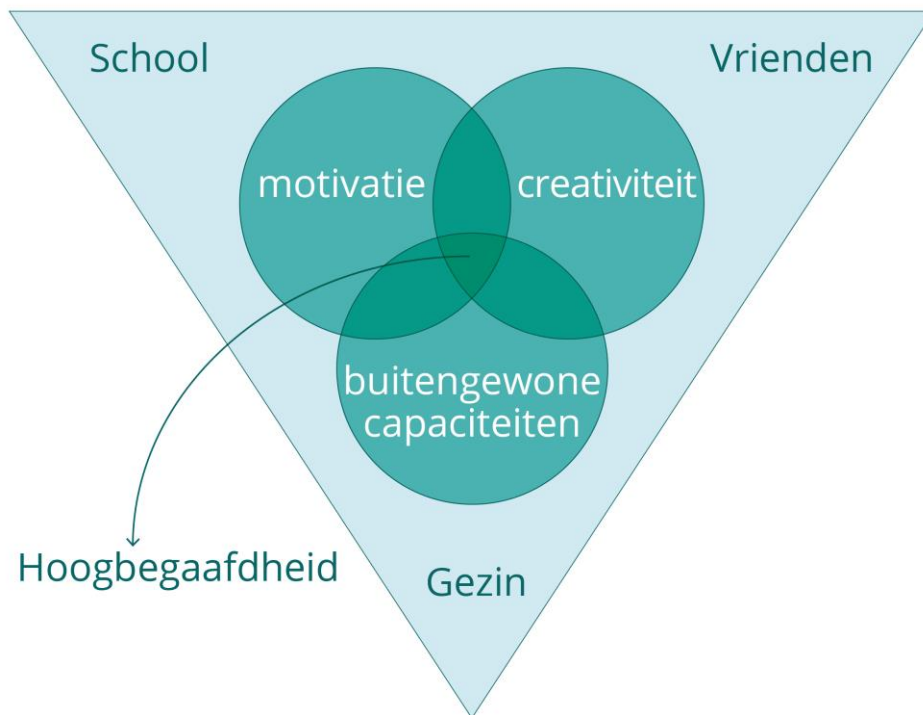 School
Vrienden
motivatie
creativiteit
buitengewone
capaciteiten
Hoogbegaafdheid
Gezin